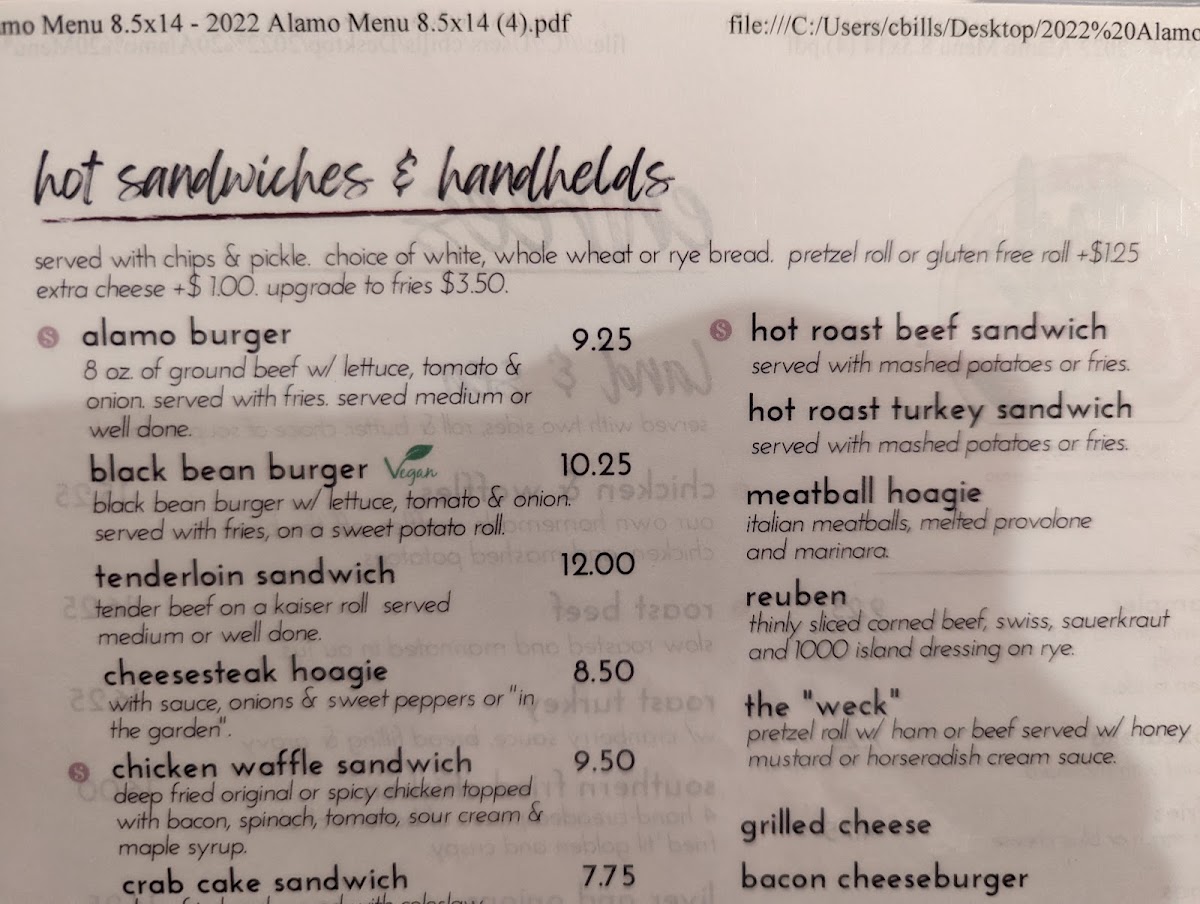 mo Menu 8.5x14 - 2022 Alamo Menu 8.5x14 (4).pdf
file:///C:/Users/cbills/Desktop/2022%20Alamo
hot sandwiches & handhelds
served with chips & pickle. choice of white, whole wheat or rye bread. pretzel roll or gluten free roll +$1.25
extra cheese +$ 1.00. upgrade to fries $3.50.
S alamo burger 9.25
8 oz. of ground beef w/ lettuce, tomato &
onion. served with fries. served medium or
well done.
black bean burger Vegan 10.25
black bean burger w/ lettuce, tomato & onion.
served with fries, on a sweet potato roll.
tenderloin sandwich 12.00
tender beef on a kaiser roll served
medium or well done.
cheesesteak hoagie 8.50
with sauce, onions & sweet peppers or "in
the garden".
S chicken waffle sandwich 9.50
deep fried original or spicy chicken topped
with bacon, spinach, tomato, sour cream &
maple syrup.
crab cake sandwich 7.75
S hot roast beef sandwich
served with mashed potatoes or fries.
hot roast turkey sandwich
served with mashed potatoes or fries.
meatball hoagie
italian meatballs, melted provolone
and marinara.
reuben
thinly sliced corned beef, swiss, sauerkraut
and 1000 island dressing on rye.
the "weck"
pretzel roll w/ ham or beef served w/ honey
mustard or horseradish cream sauce.
grilled cheese
bacon cheeseburger